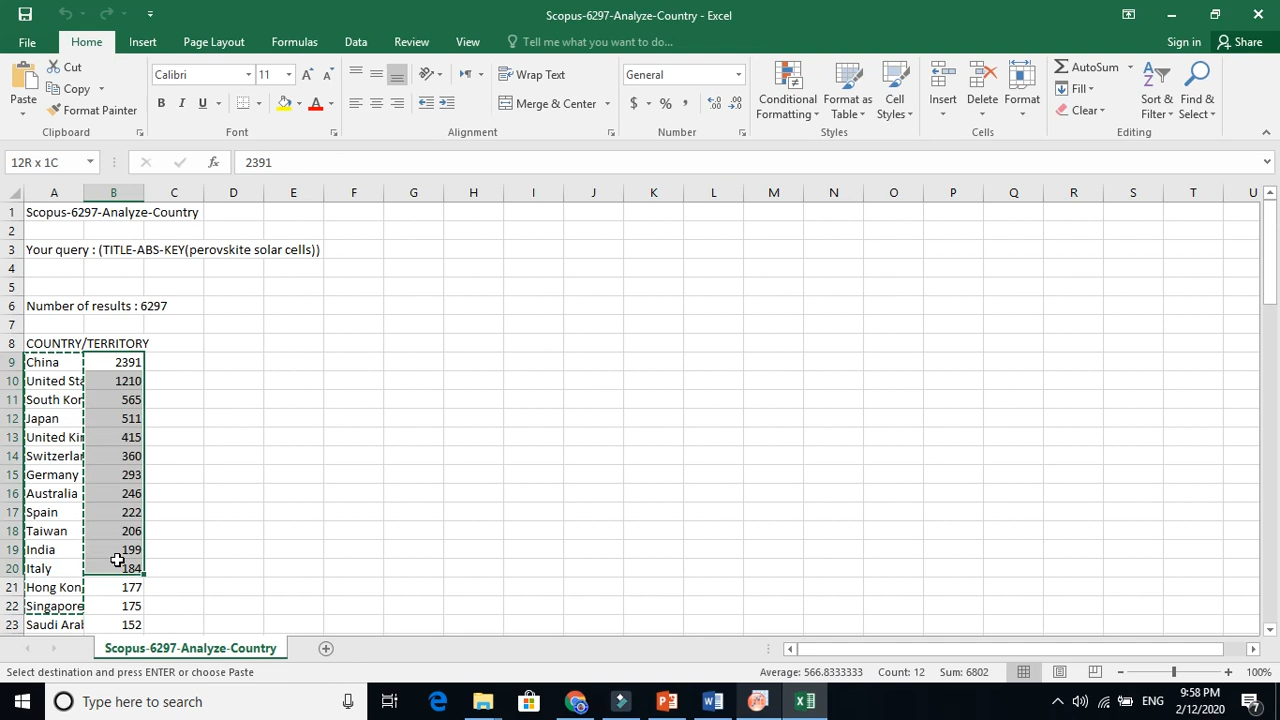 Scopus-6297-Analyze-Country - Excel
File Home Insert Page Layout Formulas Data Review View Tell me what you want to do... Sign in Share
Paste Cut Copy Format Painter
Calibri 11
B I U A
Wrap Text
Merge & Center
General
$ % ,
Conditional Formatting Format as Table Cell Styles
Insert Delete Format
AutoSum Fill Clear
Sort & Filter Find & Select
Clipboard Font Alignment Number Styles Cells Editing
12R x 1C fx 2391
A B C D E F G H I J K L M N O P Q R S T U
1 Scopus-6297-Analyze-Country
2
3 Your query : (TITLE-ABS-KEY(perovskite solar cells))
4
5
6 Number of results : 6297
7
8 COUNTRY/TERRITORY
9 China 2391
10 United Sta 1210
11 South Kor 565
12 Japan 511
13 United Kin 415
14 Switzerlan 360
15 Germany 293
16 Australia 246
17 Spain 222
18 Taiwan 206
19 India 199
20 Italy 184
21 Hong Kon 177
22 Singapore 175
23 Saudi Arab 152
Scopus-6297-Analyze-Country
Select destination and press ENTER or choose Paste Average: 566.8333333 Count: 12 Sum: 6802 100%
Type here to search ENG 9:58 PM
2/12/2020 7